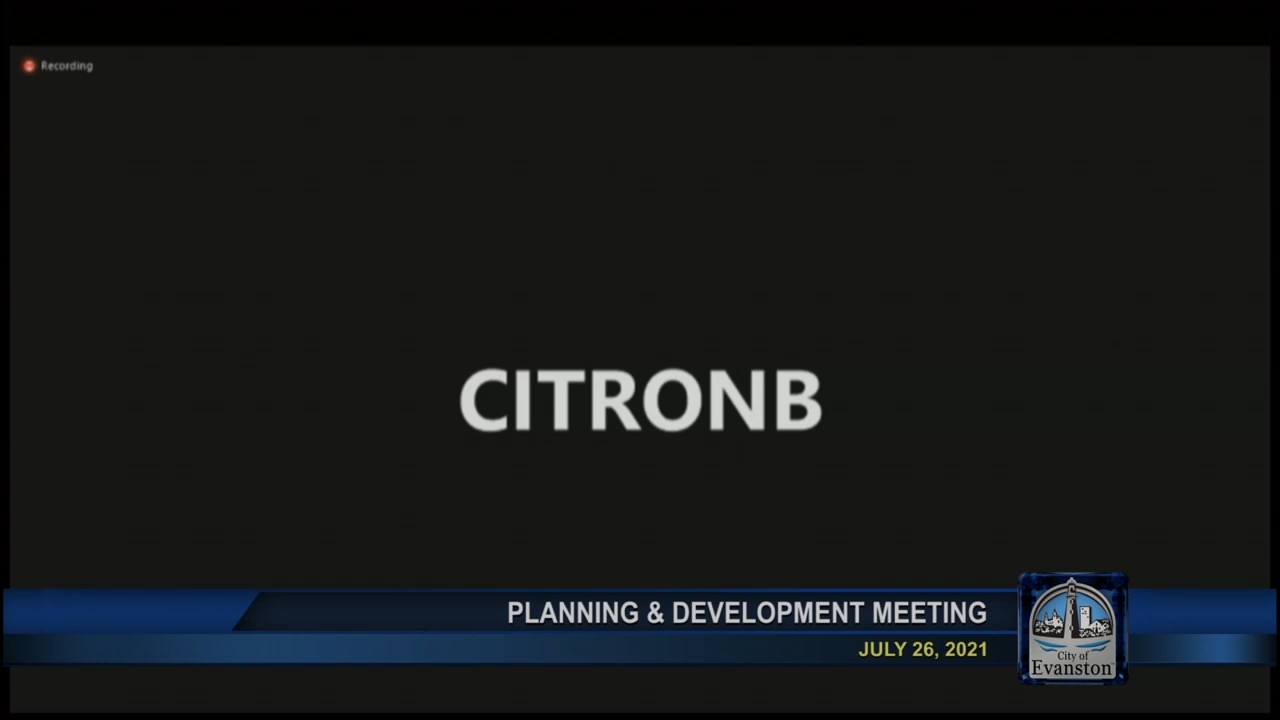 Recording
CITRONB
PLANNING & DEVELOPMENT MEETING
JULY 26, 2021
City of
Evanston